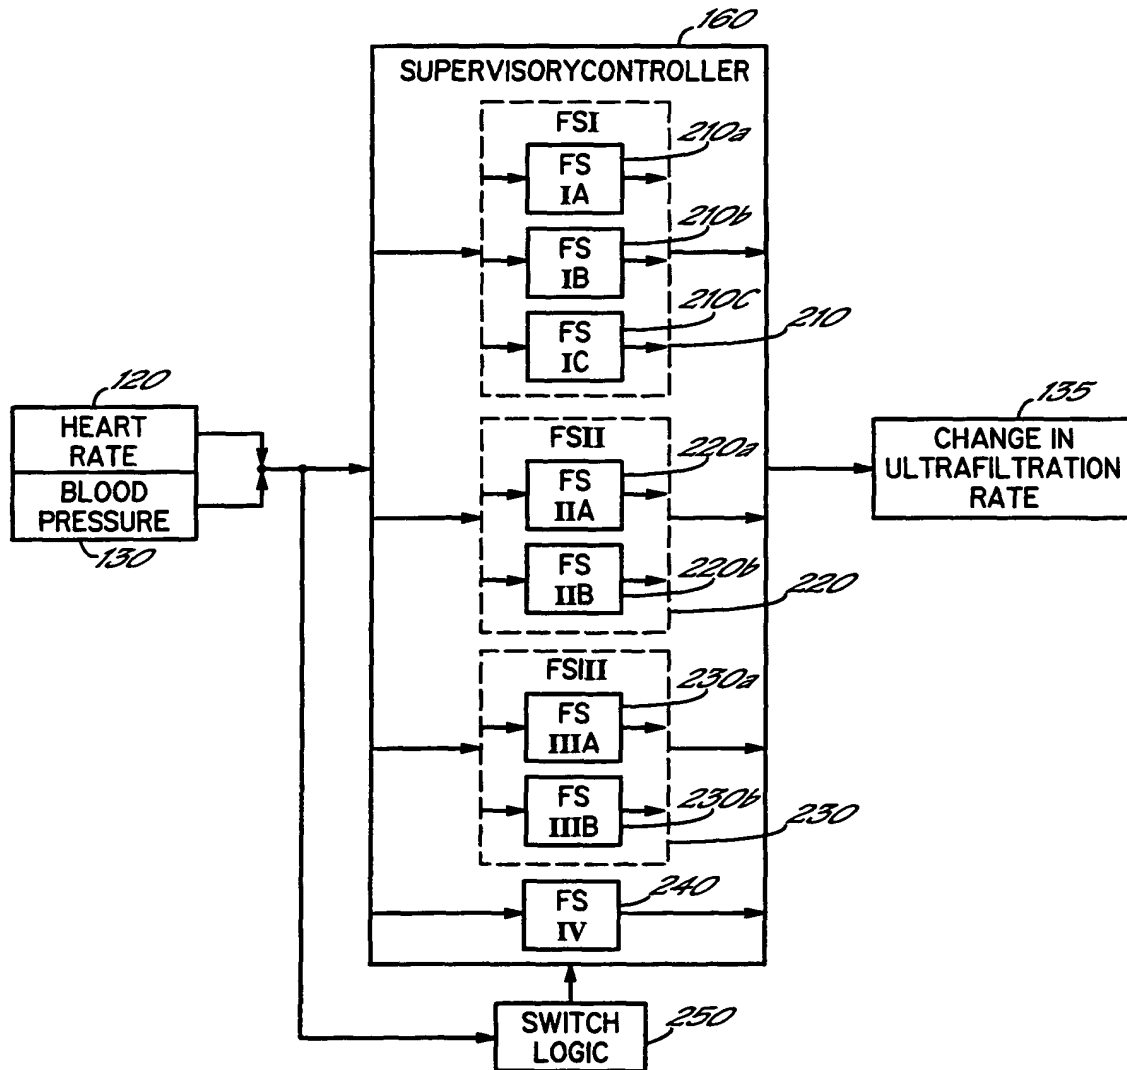 160
SUPERVISORYCONTROLLER
FSI
210a
FS
IA
210b
FS
IB
210C
FS
IC
210
120
HEART
RATE
BLOOD
PRESSURE
130
135
CHANGE IN
ULTRAFILTRATION
RATE
FSII
220a
FS
IIA
220b
FS
IIB
220
FSIII
230a
FS
IIIA
230b
FS
IIIB
230
240
FS
IV
SWITCH
LOGIC
250